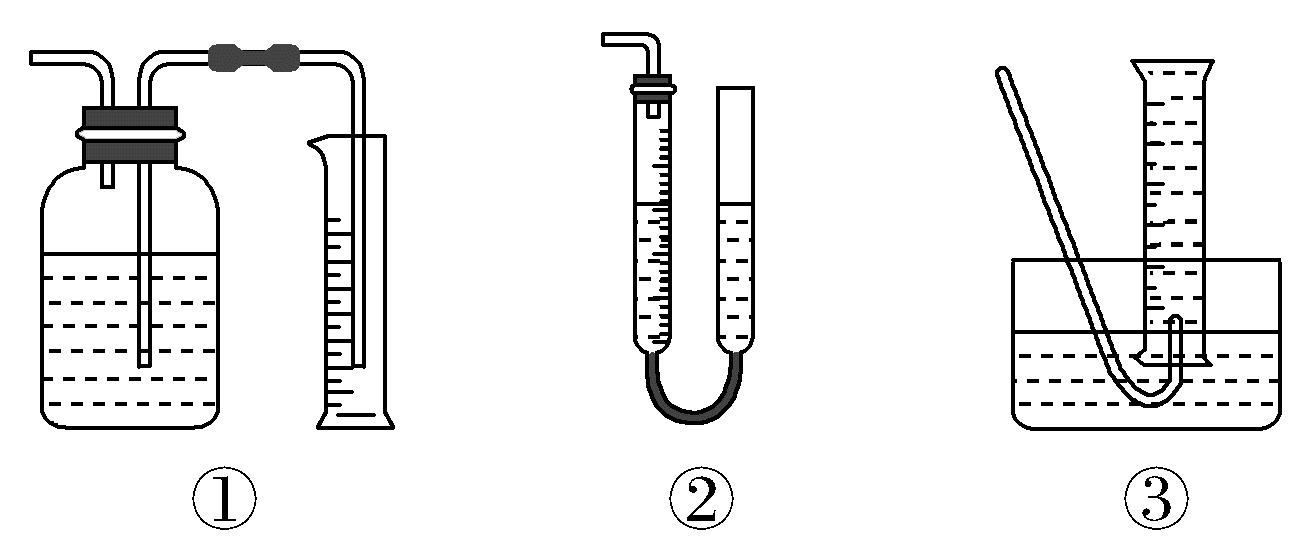 ① ② ③